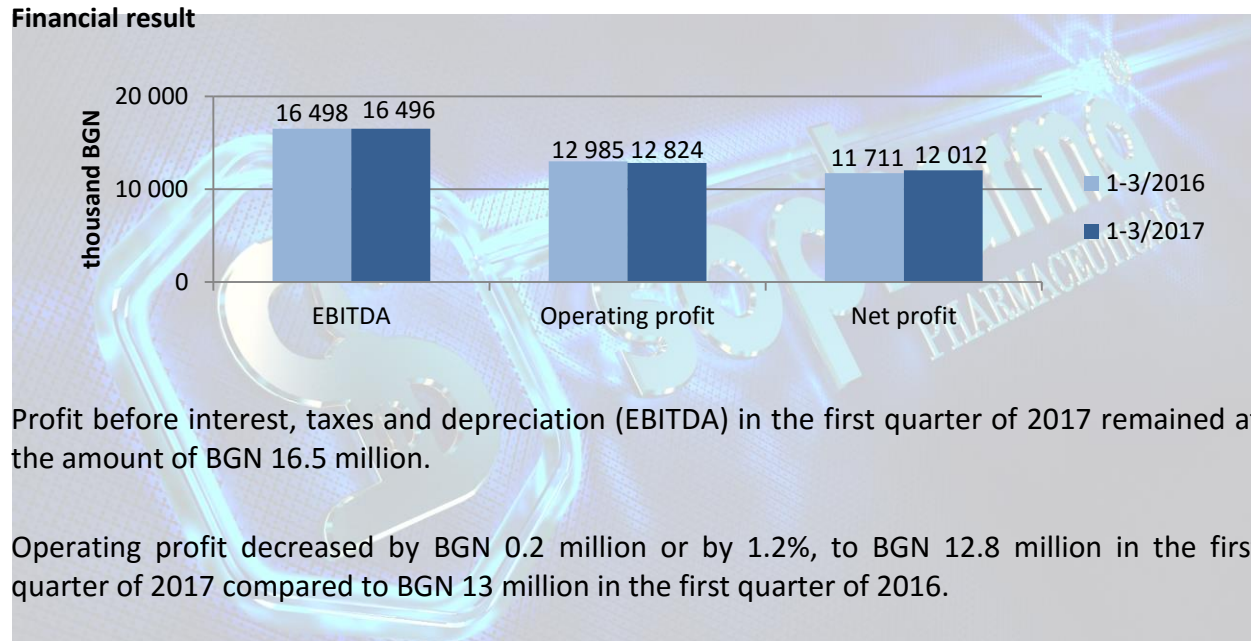 Financial result
20 000
10 000
0
thousand BGN
16 498 16 496
12 985 12 824
11 711 12 012
EBITDA Operating profit Net profit
1-3/2016
1-3/2017
sopharma
PHARMACEUTICALS
Profit before interest, taxes and depreciation (EBITDA) in the first quarter of 2017 remained at
the amount of BGN 16.5 million.
Operating profit decreased by BGN 0.2 million or by 1.2%, to BGN 12.8 million in the first
quarter of 2017 compared to BGN 13 million in the first quarter of 2016.